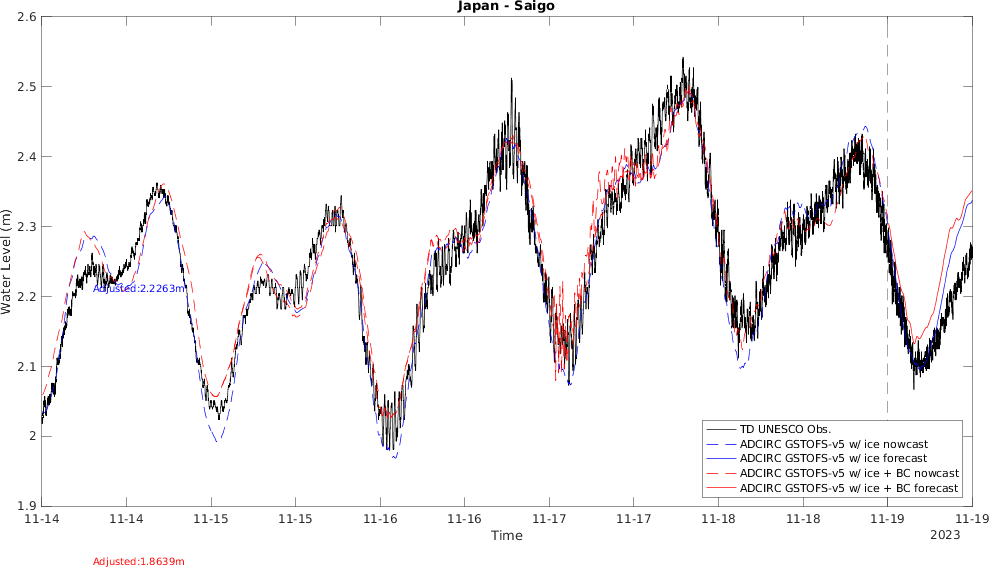 Japan - Saigo
2.6
2.5
2.4
2.3
2.2
2.1
2
1.9
Water Level (m)
Adjusted:2.2263m
TD UNESCO Obs.
ADCIRC GSTOFS-v5 w/ ice nowcast
ADCIRC GSTOFS-v5 w/ ice forecast
ADCIRC GSTOFS-v5 w/ ice + BC nowcast
ADCIRC GSTOFS-v5 w/ ice + BC forecast
11-14 11-14 11-15 11-15 11-16 11-16 11-17 11-17 11-18 11-18 11-19 11-19
Time
2023
Adjusted:1.8639m